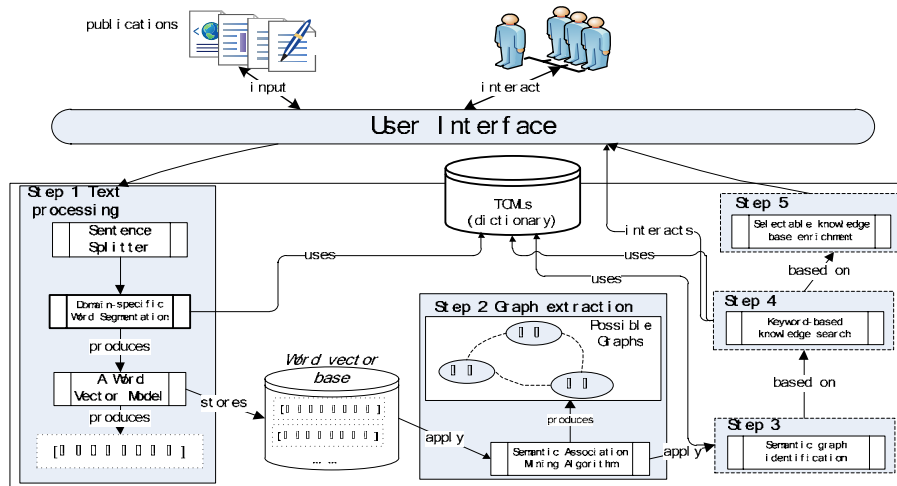 publications
input
interact
User Interface
Step 1 Text
processing
Sentence
Splitter
Domain-specific
Word Segmentation
produces
A Word
Vector Model
produces
uses
stores
TCMLs
(dictionary)
Word vector
base
... ...
apply
Step 2 Graph extraction
Possible
Graphs
produces
Semantic Association
Mining Algorithm
apply
interacts
uses
uses
Step 5
Selectable knowledge
base enrichment
based on
Step 4
Keyword-based
knowledge search
based on
Step 3
Semantic graph
identification